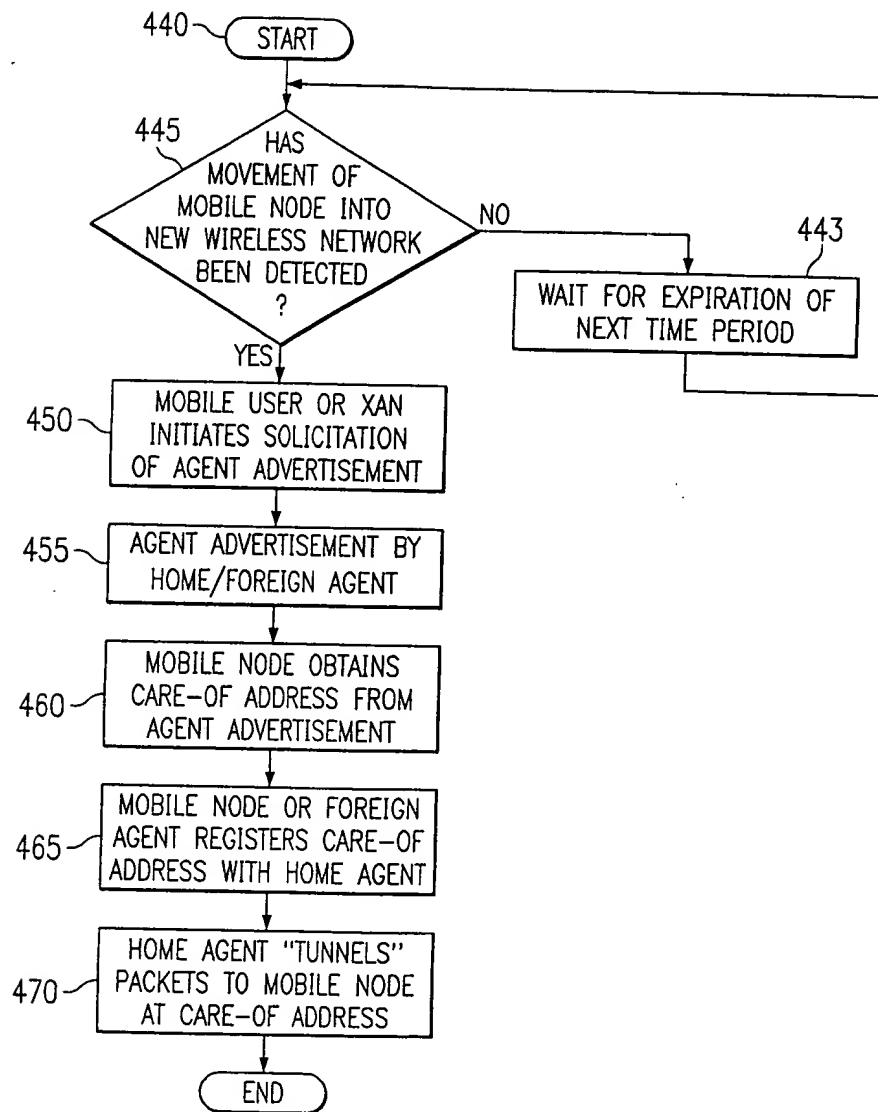 440
START
445
HAS
MOVEMENT OF
MOBILE NODE INTO
NEW WIRELESS NETWORK
BEEN DETECTED
?
NO
443
WAIT FOR EXPIRATION OF
NEXT TIME PERIOD
YES
450
MOBILE USER OR XAN
INITIATES SOLICITATION
OF AGENT ADVERTISEMENT
455
AGENT ADVERTISEMENT BY
HOME/FOREIGN AGENT
460
MOBILE NODE OBTAINS
CARE-OF ADDRESS FROM
AGENT ADVERTISEMENT
465
MOBILE NODE OR FOREIGN
AGENT REGISTERS CARE-OF
ADDRESS WITH HOME AGENT
470
HOME AGENT "TUNNELS"
PACKETS TO MOBILE NODE
AT CARE-OF ADDRESS
END